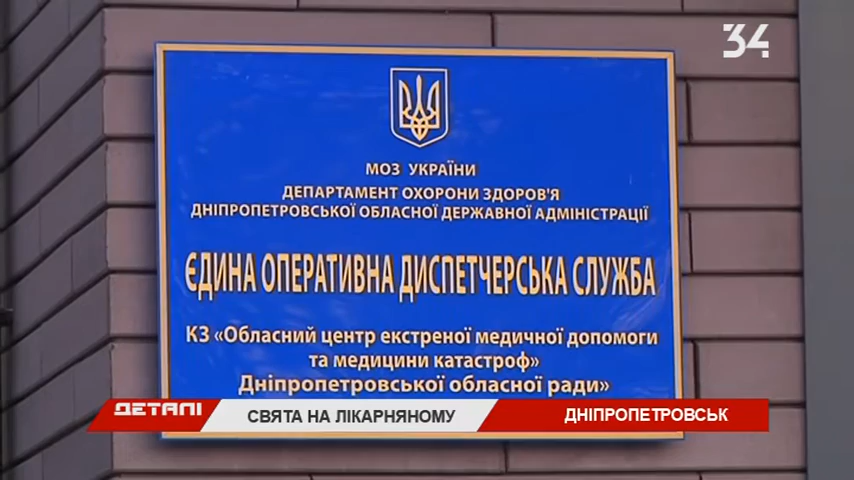 34
МОЗ УКРАЇНИ
ДЕПАРТАМЕНТ ОХОРОНИ ЗДОРОВ'Я
ДНІПРОПЕТРОВСЬКОЇ ОБЛАСНОЇ ДЕРЖАВНОЇ АДМІНІСТРАЦІЇ
ЄДИНА ОПЕРАТИВНА ДИСПЕТЧЕРСЬКА СЛУЖБА
КЗ «Обласний центр екстреної медичної допомоги
та медицини катастроф»
Дніпропетровської обласної ради»
ДЕТАЛІ СВЯТА НА ЛІКАРНЯНОМУ ДНІПРОПЕТРОВСЬК